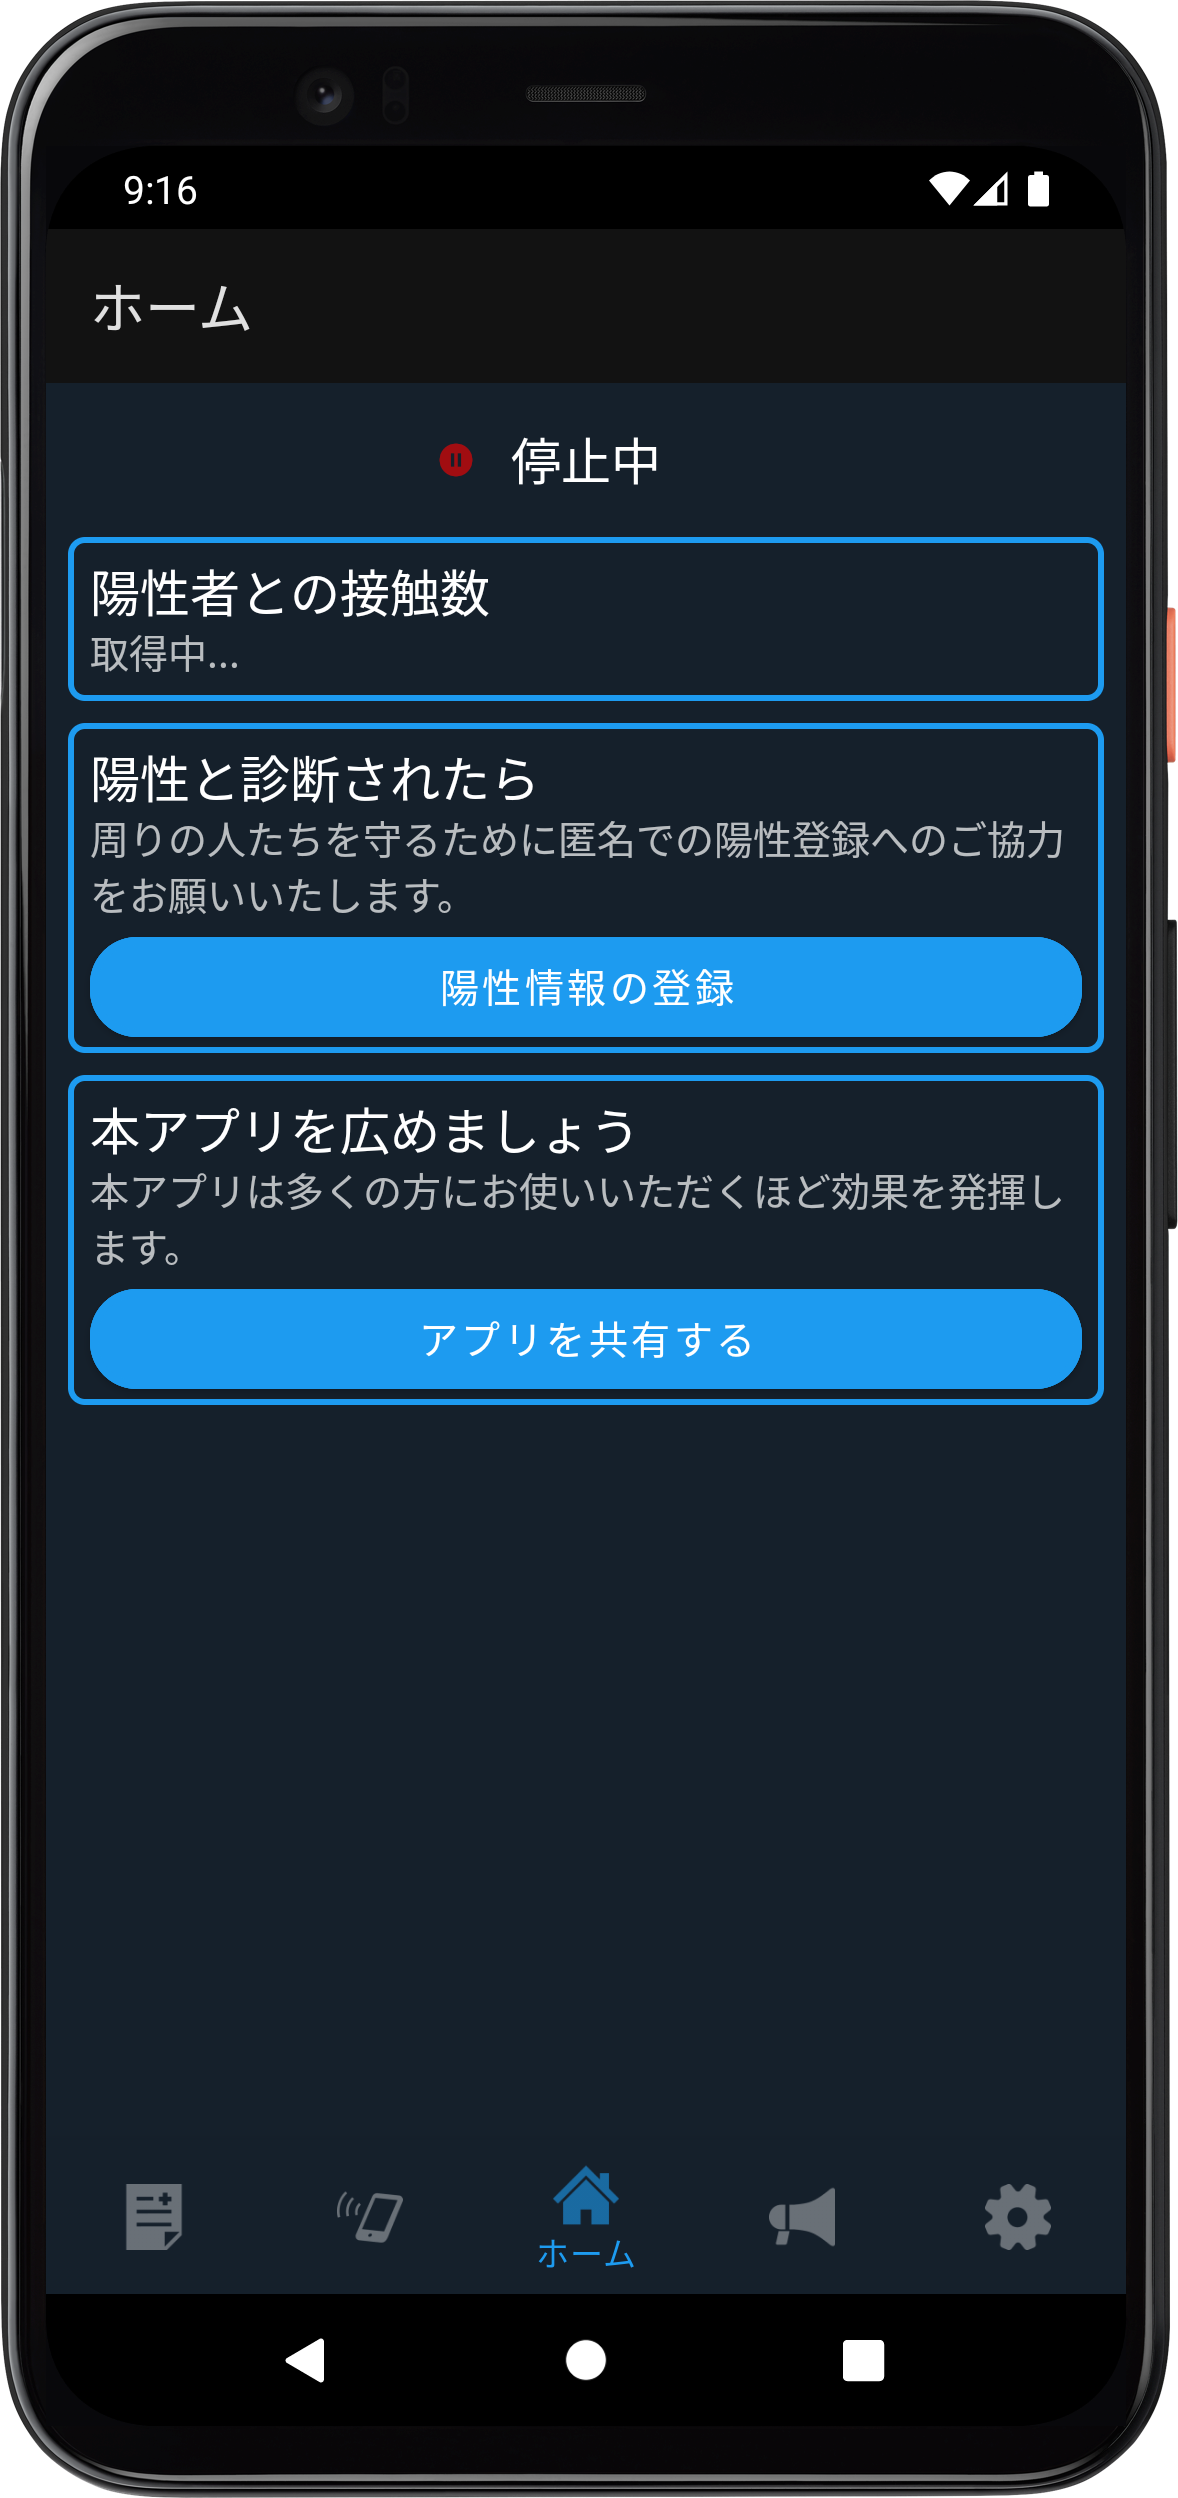 9:16
ホーム
停止中
陽性者との接触数
取得中...
陽性と診断されたら
周りの人たちを守るために匿名での陽性登録へのご協力
をお願いいたします。
陽性情報の登録
本アプリを広めましょう
本アプリは多くの方にお使いいただくほど効果を発揮し
ます。
アプリを共有する
ホーム